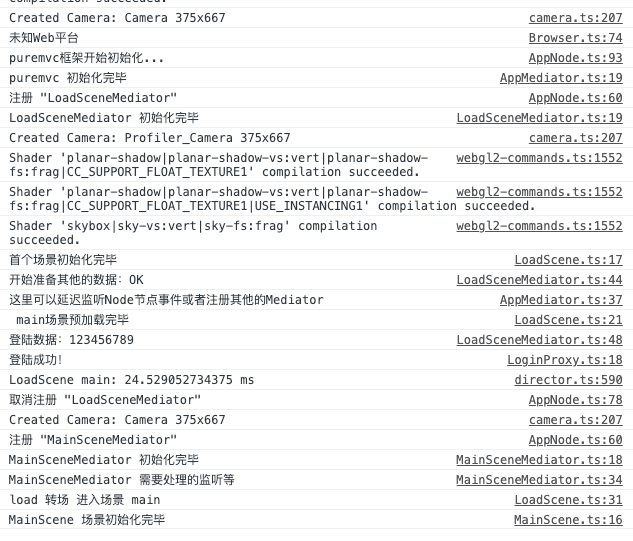 compilation succeeded.
Created Camera: Camera 375x667 camera.ts:207
未知Web平台 Browser.ts:74
puremvc框架开始初始化... AppNode.ts:93
puremvc 初始化完毕 AppMediator.ts:19
注册 "LoadSceneMediator" AppNode.ts:60
LoadSceneMediator 初始化完毕 LoadSceneMediator.ts:19
Created Camera: Profiler_Camera 375x667 camera.ts:207
Shader 'planar-shadow|planar-shadow-vs:vert|planar-shadow- webgl2-commands.ts:1552
fs:frag|CC_SUPPORT_FLOAT_TEXTURE1' compilation succeeded.
Shader 'planar-shadow|planar-shadow-vs:vert|planar-shadow- webgl2-commands.ts:1552
fs:frag|CC_SUPPORT_FLOAT_TEXTURE1|USE_INSTANCING1' compilation succeeded.
Shader 'skybox|sky-vs:vert|sky-fs:frag' compilation webgl2-commands.ts:1552
succeeded.
首个场景初始化完毕 LoadScene.ts:17
开始准备其他的数据：OK LoadSceneMediator.ts:44
这里可以延迟监听Node节点事件或者注册其他的Mediator AppMediator.ts:37
main场景预加载完毕 LoadScene.ts:21
登陆数据：123456789 LoadSceneMediator.ts:48
登陆成功！ LoginProxy.ts:18
LoadScene main: 24.529052734375 ms director.ts:590
取消注册 "LoadSceneMediator" AppNode.ts:78
Created Camera: Camera 375x667 camera.ts:207
注册 "MainSceneMediator" AppNode.ts:60
MainSceneMediator 初始化完毕 MainSceneMediator.ts:18
MainSceneMediator 需要处理的监听等 MainSceneMediator.ts:34
load 转场 进入场景 main LoadScene.ts:31
MainScene 场景初始化完毕 MainScene.ts:16